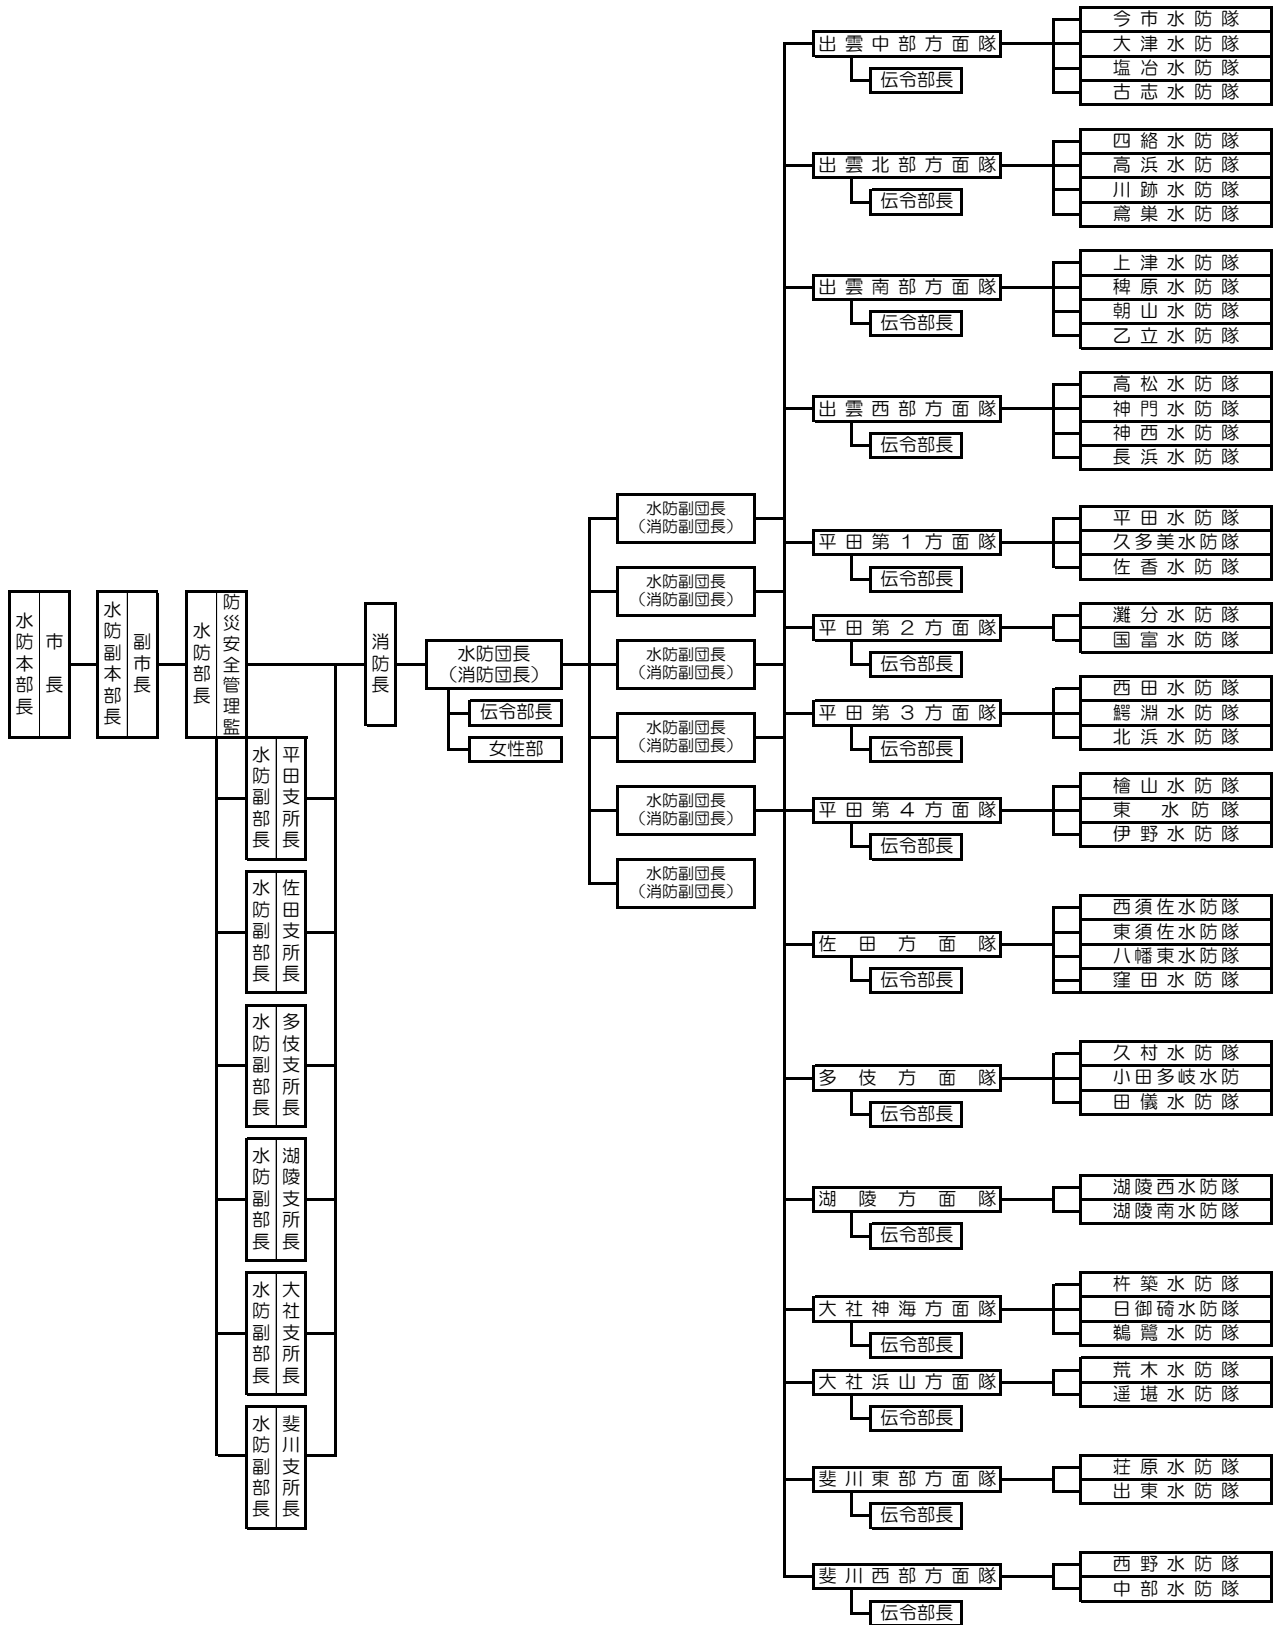 水防本部長
市長
水防副本部長
副市長
水防部長
防災安全管理監
水防副部長
平田支所長
水防副部長
佐田支所長
水防副部長
多伎支所長
水防副部長
湖陵支所長
水防副部長
大社支所長
水防副部長
斐川支所長
消防長
水防団長
(消防団長)
伝令部長
女性部
水防副団長
(消防副団長)
水防副団長
(消防副団長)
水防副団長
(消防副団長)
水防副団長
(消防副団長)
水防副団長
(消防副団長)
水防副団長
(消防副団長)
出雲中部方面隊
伝令部長
今市水防隊
大津水防隊
塩冶水防隊
古志水防隊
出雲北部方面隊
伝令部長
四絡水防隊
高浜水防隊
川跡水防隊
鳶巣水防隊
出雲南部方面隊
伝令部長
上津水防隊
稗原水防隊
朝山水防隊
乙立水防隊
出雲西部方面隊
伝令部長
高松水防隊
神門水防隊
神西水防隊
長浜水防隊
平田第1方面隊
伝令部長
平田水防隊
久多美水防隊
佐香水防隊
平田第2方面隊
伝令部長
灘分水防隊
国富水防隊
平田第3方面隊
伝令部長
西田水防隊
鰐淵水防隊
北浜水防隊
平田第4方面隊
伝令部長
檜山水防隊
東 水防隊
伊野水防隊
佐田方面隊
伝令部長
西須佐水防隊
東須佐水防隊
八幡東水防隊
窪田水防隊
多伎方面隊
伝令部長
久村水防隊
小田多岐水防
田儀水防隊
湖陵方面隊
伝令部長
湖陵西水防隊
湖陵南水防隊
大社神海方面隊
伝令部長
杵築水防隊
日御碕水防隊
鵜鷺水防隊
大社浜山方面隊
伝令部長
荒木水防隊
遥堪水防隊
斐川東部方面隊
伝令部長
荘原水防隊
出東水防隊
斐川西部方面隊
伝令部長
西野水防隊
中部水防隊